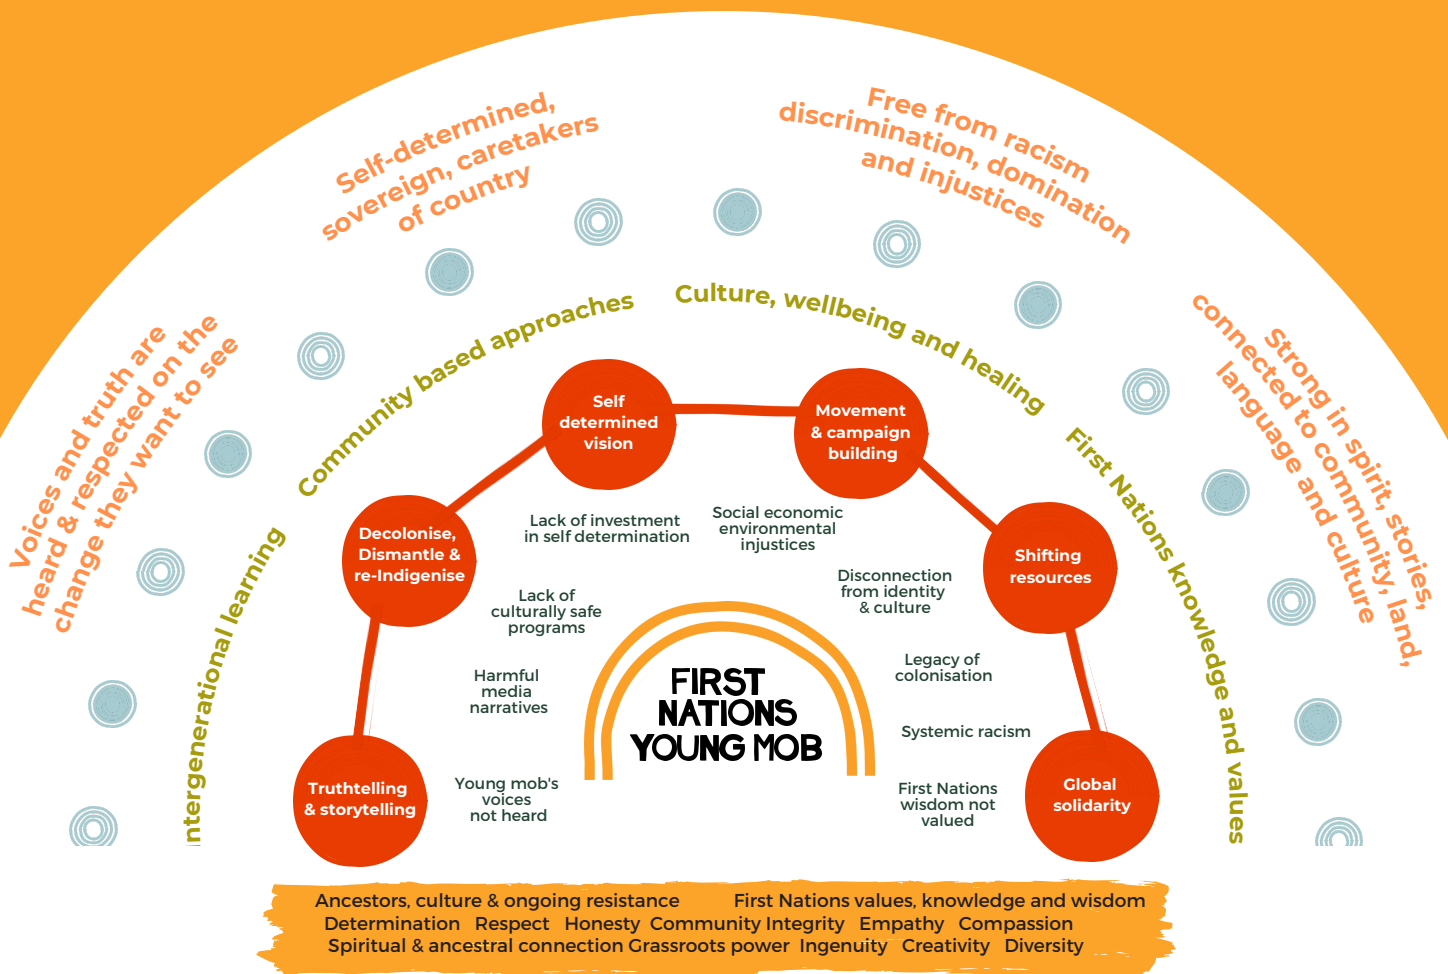 Self-determined,
sovereign, caretakers
of country
Free from racism
discrimination, domination
and injustices
Voices and truth are
heard & respected on the
change they want to see
Strong in spirit, stories,
connected to community, land,
language and culture
Intergenerational learning
Community based approaches
Culture, wellbeing and healing
First Nations knowledge and values
Truthtelling
& storytelling
Decolonise,
Dismantle &
re-Indigenise
Self
determined
vision
Movement
& campaign
building
Shifting
resources
Global
solidarity
Young mob's
voices
not heard
Harmful
media
narratives
Lack of
culturally safe
programs
Lack of investment
in self determination
Social economic
environmental
injustices
Disconnection
from identity
& culture
Legacy of
colonisation
Systemic racism
First Nations
wisdom not
valued
FIRST
NATIONS
YOUNG MOB
Ancestors, culture & ongoing resistance First Nations values, knowledge and wisdom
Determination Respect Honesty Community Integrity Empathy Compassion
Spiritual & ancestral connection Grassroots power Ingenuity Creativity Diversity